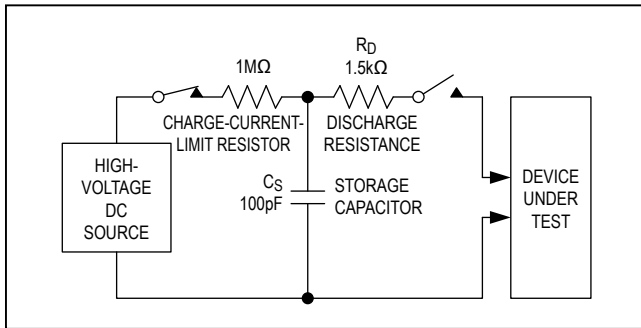 1MΩ
CHARGE-CURRENT-
LIMIT RESISTOR
RD
1.5kΩ
DISCHARGE
RESISTANCE
HIGH-
VOLTAGE
DC
SOURCE
CS
100pF
STORAGE
CAPACITOR
DEVICE
UNDER
TEST